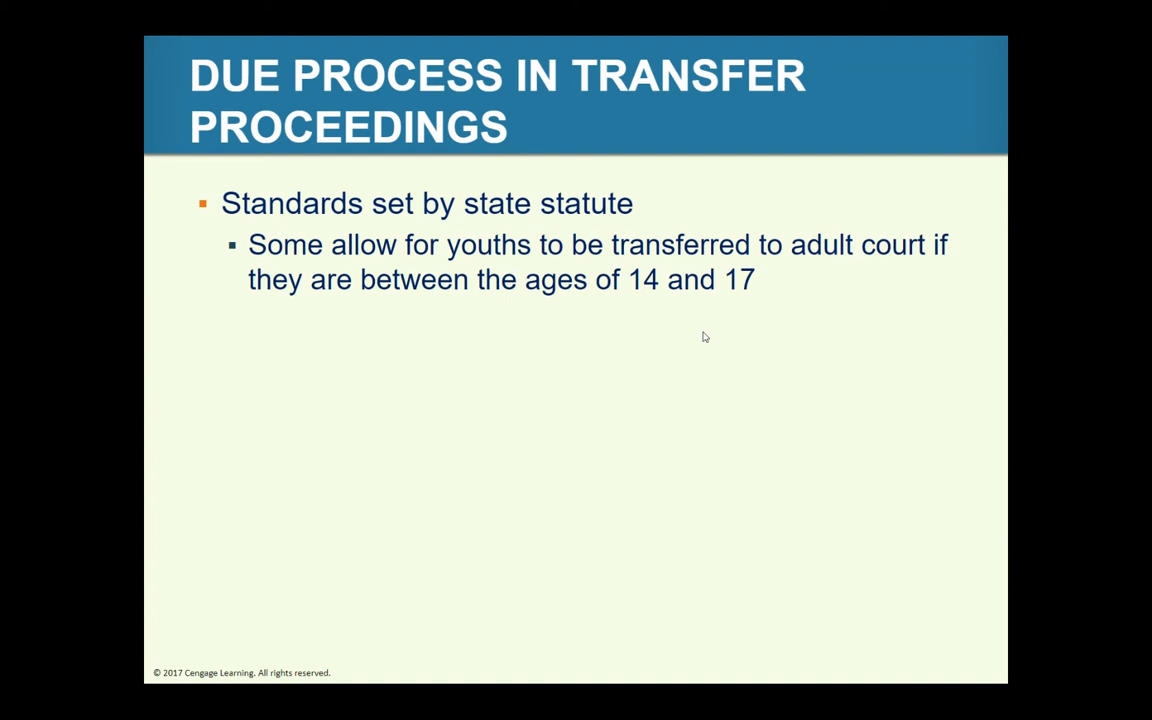 DUE PROCESS IN TRANSFER
PROCEEDINGS
▪ Standards set by state statute
▪ Some allow for youths to be transferred to adult court if
they are between the ages of 14 and 17
© 2017 Cengage Learning. All rights reserved.